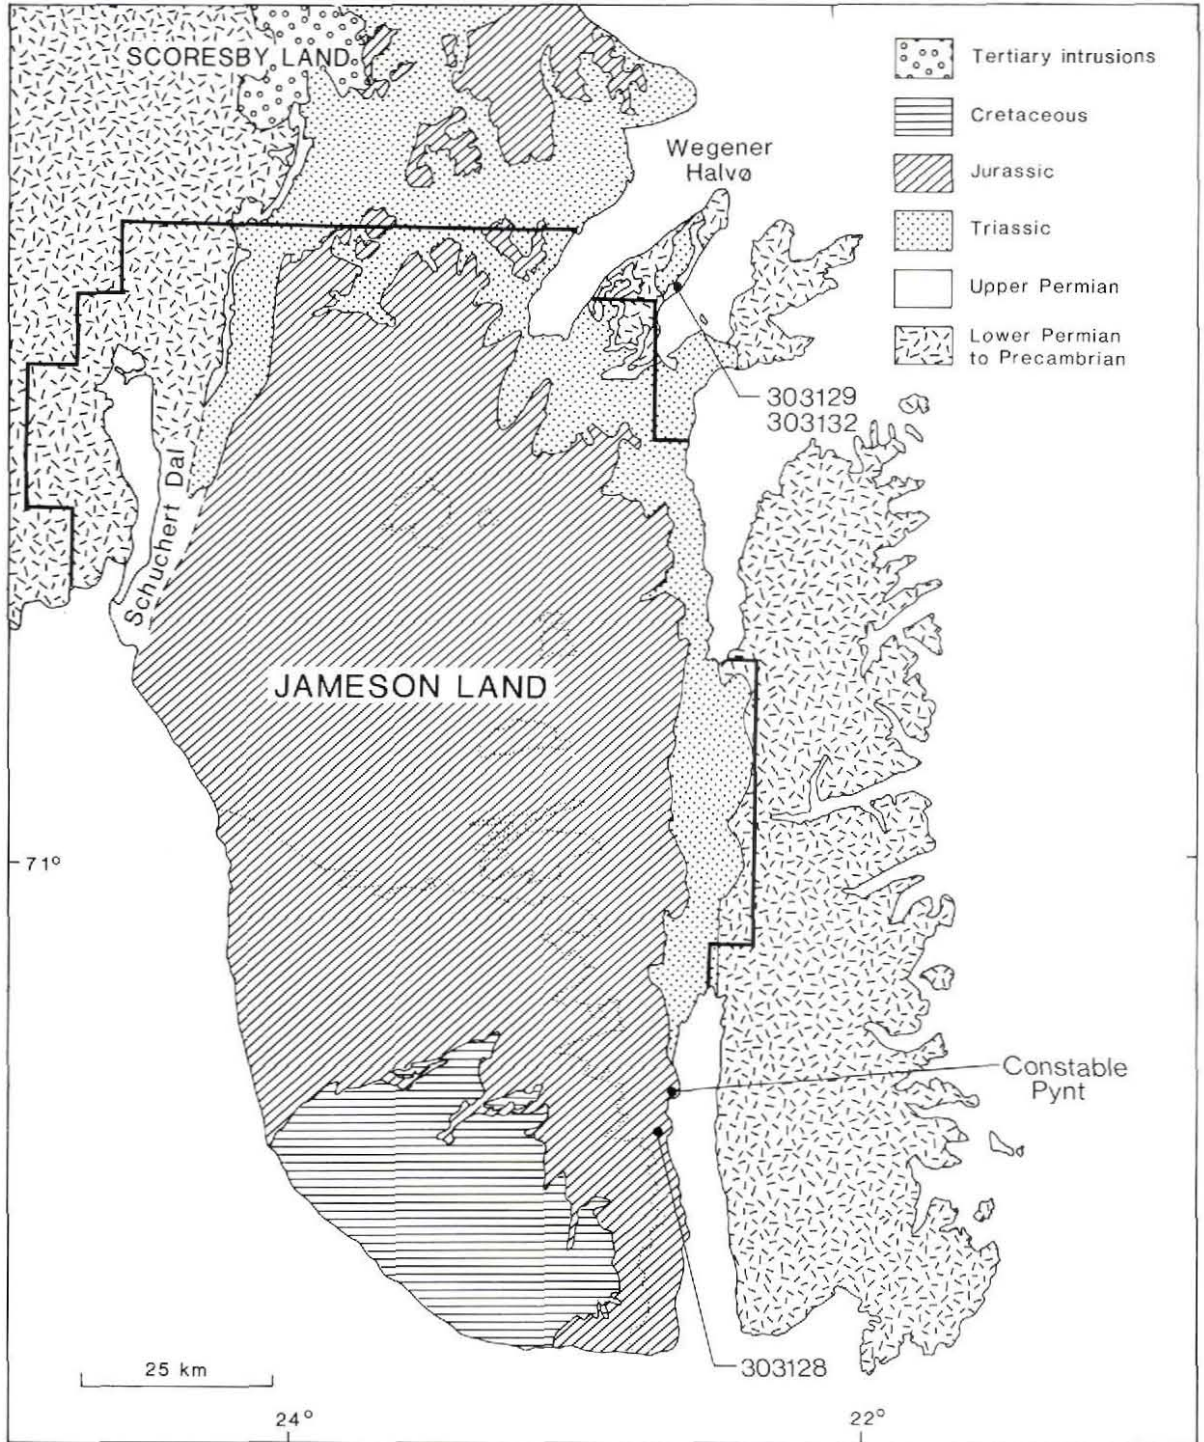 SCORESBY LAND
Tertiary intrusions
Cretaceous
Jurassic
Triassic
Upper Permian
Lower Permian
to Precambrian
Wegener
Halvø
303129
303132
Schuchert Dal
JAMESON LAND
71°
Constable
Pynt
303128
25 km
24°
22°